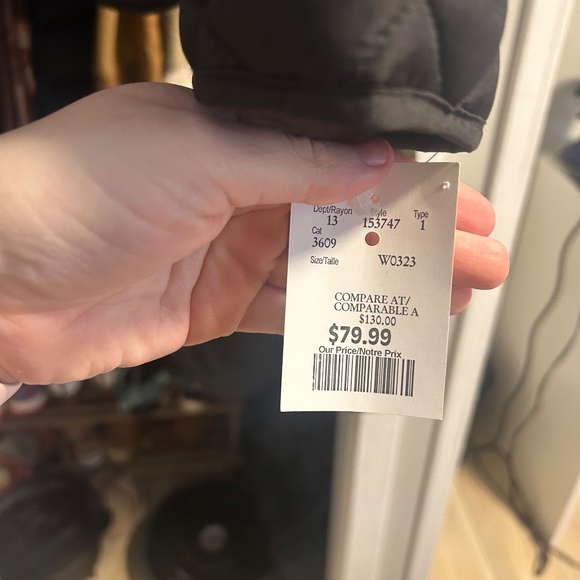 Dept/Rayon Style Type
13 153747 1
Cat
3609
Size/Taille W0323
COMPARE AT/
COMPARABLE A
$130.00
$79.99
Our Price/Notre Prix